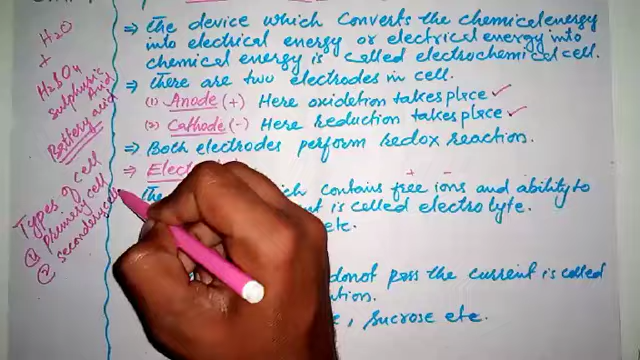 H2O
+
H2SO4
sulphuric
Acid
Battery acid
Types of cell
① Primary cell
② secondary
⇒ The device which converts the chemical energy
into electrical energy or electrical energy into
chemical energy is called electrochemical cell.
⇒ There are two electrodes in cell.
(1) Anode (+) Here oxidation takes place ✓
(2) Cathode (-) Here reduction takes place ✓
⇒ Both electrodes perform redox reaction.
⇒ Elect
+ -
The contains free ions and ability to
is called electrolyte.
etc.
donot pass the current is called
, sucrose etc.